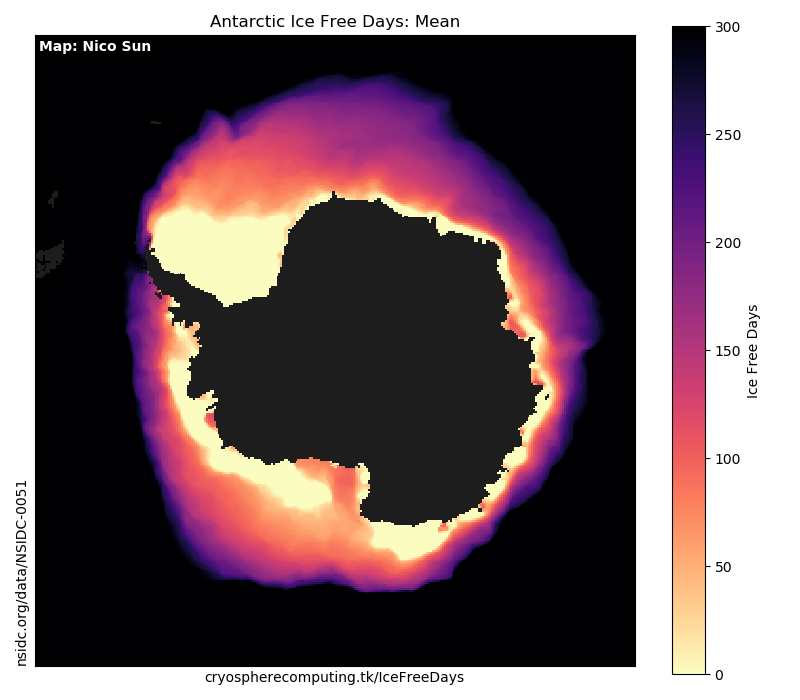 Antarctic Ice Free Days: Mean
Map: Nico Sun
300
250
200
150
100
50
0
Ice Free Days
nsidc.org/data/NSIDC-0051
cryospherecomputing.tk/IceFreeDays